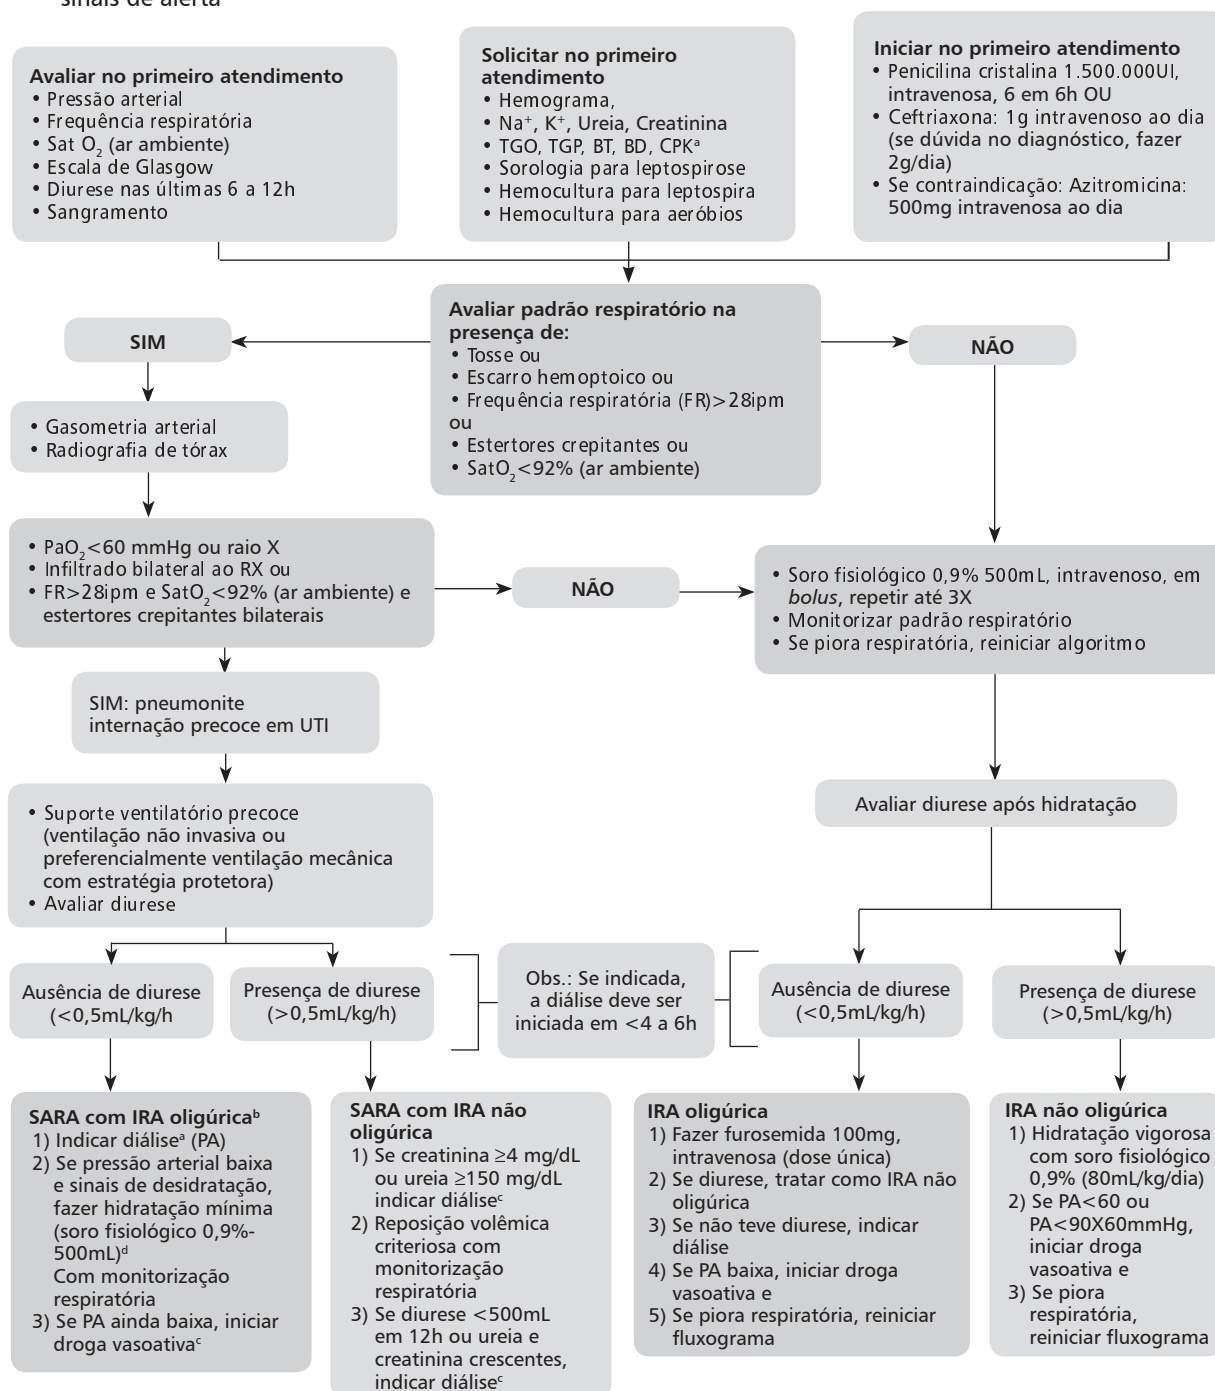 sinais de alerta
Avaliar no primeiro atendimento
• Pressão arterial
• Frequência respiratória
• Sat O₂ (ar ambiente)
• Escala de Glasgow
• Diurese nas últimas 6 a 12h
• Sangramento
Solicitar no primeiro
atendimento
• Hemograma,
• Na⁺, K⁺, Ureia, Creatinina
• TGO, TGP, BT, BD, CPKᵃ
• Sorologia para leptospirose
• Hemocultura para leptospira
• Hemocultura para aeróbios
Iniciar no primeiro atendimento
• Penicilina cristalina 1.500.000UI,
intravenosa, 6 em 6h OU
• Ceftriaxona: 1g intravenoso ao dia
(se dúvida no diagnóstico, fazer
2g/dia)
• Se contraindicação: Azitromicina:
500mg intravenosa ao dia
Avaliar padrão respiratório na
presença de:
• Tosse ou
• Escarro hemoptoico ou
• Frequência respiratória (FR)>28ipm
ou
• Estertores crepitantes ou
• SatO₂<92% (ar ambiente)
SIM
NÃO
• Gasometria arterial
• Radiografia de tórax
• PaO₂<60 mmHg ou raio X
• Infiltrado bilateral ao RX ou
• FR>28ipm e SatO₂<92% (ar ambiente) e
estertores crepitantes bilaterais
NÃO
• Soro fisiológico 0,9% 500mL, intravenoso, em
bolus, repetir até 3X
• Monitorizar padrão respiratório
• Se piora respiratória, reiniciar algoritmo
SIM: pneumonite
internação precoce em UTI
• Suporte ventilatório precoce
(ventilação não invasiva ou
preferencialmente ventilação mecânica
com estratégia protetora)
• Avaliar diurese
Avaliar diurese após hidratação
Ausência de diurese
(<0,5mL/kg/h
Presença de diurese
(>0,5mL/kg/h)
Obs.: Se indicada,
a diálise deve ser
iniciada em <4 a 6h
Ausência de diurese
(<0,5mL/kg/h)
Presença de diurese
(>0,5mL/kg/h)
SARA com IRA oligúricaᵇ
1) Indicar diáliseᵃ (PA)
2) Se pressão arterial baixa
e sinais de desidratação,
fazer hidratação mínima
(soro fisiológico 0,9%-
500mL)ᵈ
Com monitorização
respiratória
3) Se PA ainda baixa, iniciar
droga vasoativaᶜ
SARA com IRA não
oligúrica
1) Se creatinina ≥4 mg/dL
ou ureia ≥150 mg/dL
indicar diáliseᶜ
2) Reposição volêmica
criteriosa com
monitorização
respiratória
3) Se diurese <500mL
em 12h ou ureia e
creatinina crescentes,
indicar diáliseᶜ
IRA oligúrica
1) Fazer furosemida 100mg,
intravenosa (dose única)
2) Se diurese, tratar como IRA não
oligúrica
3) Se não teve diurese, indicar
diálise
4) Se PA baixa, iniciar droga
vasoativa e
5) Se piora respiratória, reiniciar
fluxograma
IRA não oligúrica
1) Hidratação vigorosa
com soro fisiológico
0,9% (80mL/kg/dia)
2) Se PA<60 ou
PA<90X60mmHg,
iniciar droga
vasoativa e
3) Se piora
respiratória,
reiniciar fluxograma